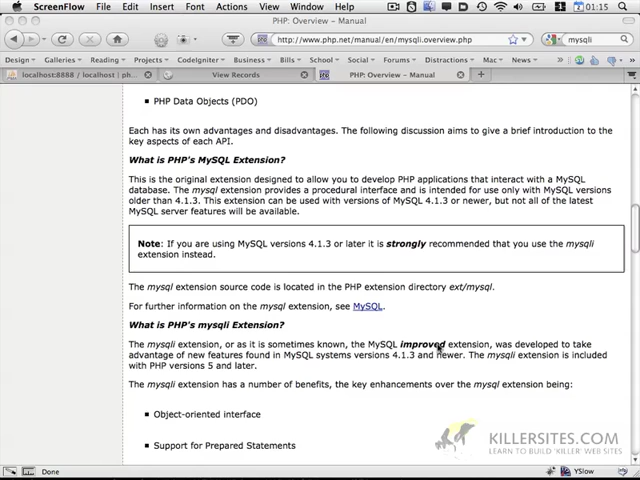 ScreenFlow File Edit Insert Font Actions Window Help 01:15
PHP: Overview - Manual
http://www.php.net/manual/en/mysqli.overview.php mysqli
Design Galleries Reading Projects CodeIgniter Business Bills School Forums Distractions Mac News
localhost:8888 / localhost | ph... View Records PHP: Overview - Manual
PHP Data Objects (PDO)
Each has its own advantages and disadvantages. The following discussion aims to give a brief introduction to the
key aspects of each API.
What is PHP's MySQL Extension?
This is the original extension designed to allow you to develop PHP applications that interact with a MySQL
database. The mysql extension provides a procedural interface and is intended for use only with MySQL versions
older than 4.1.3. This extension can be used with versions of MySQL 4.1.3 or newer, but not all of the latest
MySQL server features will be available.
Note: If you are using MySQL versions 4.1.3 or later it is strongly recommended that you use the mysqli
extension instead.
The mysql extension source code is located in the PHP extension directory ext/mysql.
For further information on the mysql extension, see MySQL.
What is PHP's mysqli Extension?
The mysqli extension, or as it is sometimes known, the MySQL improved extension, was developed to take
advantage of new features found in MySQL systems versions 4.1.3 and newer. The mysqli extension is included
with PHP versions 5 and later.
The mysqli extension has a number of benefits, the key enhancements over the mysql extension being:
Object-oriented interface
Support for Prepared Statements
KILLERSITES.COM
LEARN TO BUILD 'KILLER' WEB SITES
Done YSlow